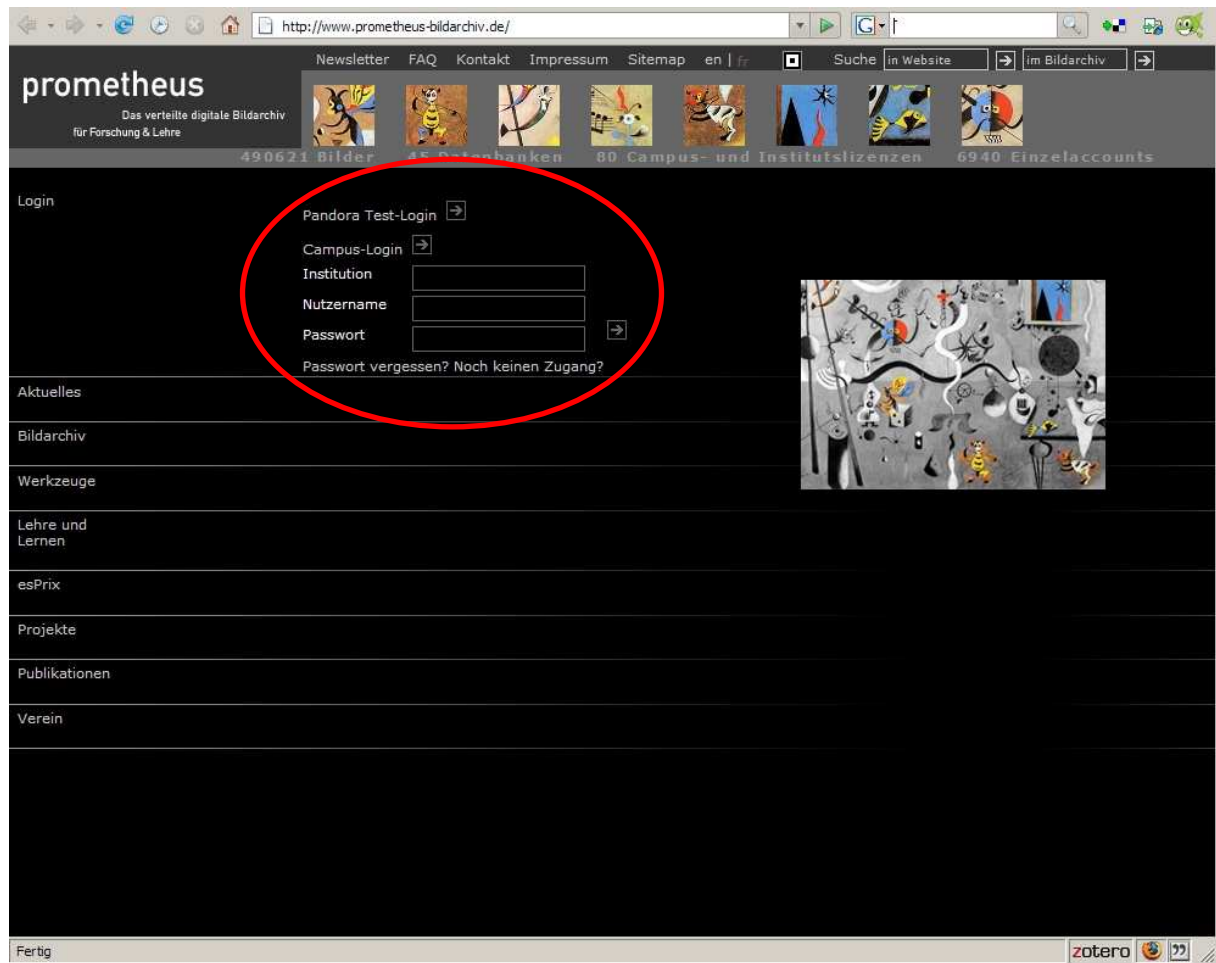 http://www.prometheus-bildarchiv.de/
G
Newsletter FAQ Kontakt Impressum Sitemap en | fr Suche in Website im Bildarchiv
prometheus
Das verteilte digitale Bildarchiv
für Forschung & Lehre
490621 Bilder 45 Datenbanken 80 Campus- und Institutslizenzen 6940 Einzelaccounts
Login
Pandora Test-Login
Campus-Login
Institution
Nutzername
Passwort
Passwort vergessen? Noch keinen Zugang?
Aktuelles
Bildarchiv
Werkzeuge
Lehre und
Lernen
esPrix
Projekte
Publikationen
Verein
Fertig zotero